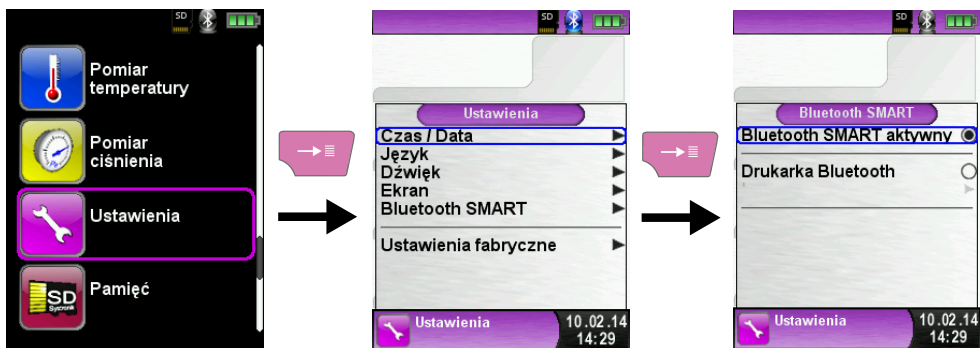 SD
Pomiar
temperatury
Pomiar
ciśnienia
Ustawienia
SD
Pamięć
SD
Ustawienia
Czas / Data
Język
Dźwięk
Ekran
Bluetooth SMART
Ustawienia fabryczne
Ustawienia
10.02.14
14:29
SD
Bluetooth SMART
Bluetooth SMART aktywny
Drukarka Bluetooth
Ustawienia
10.02.14
14:29